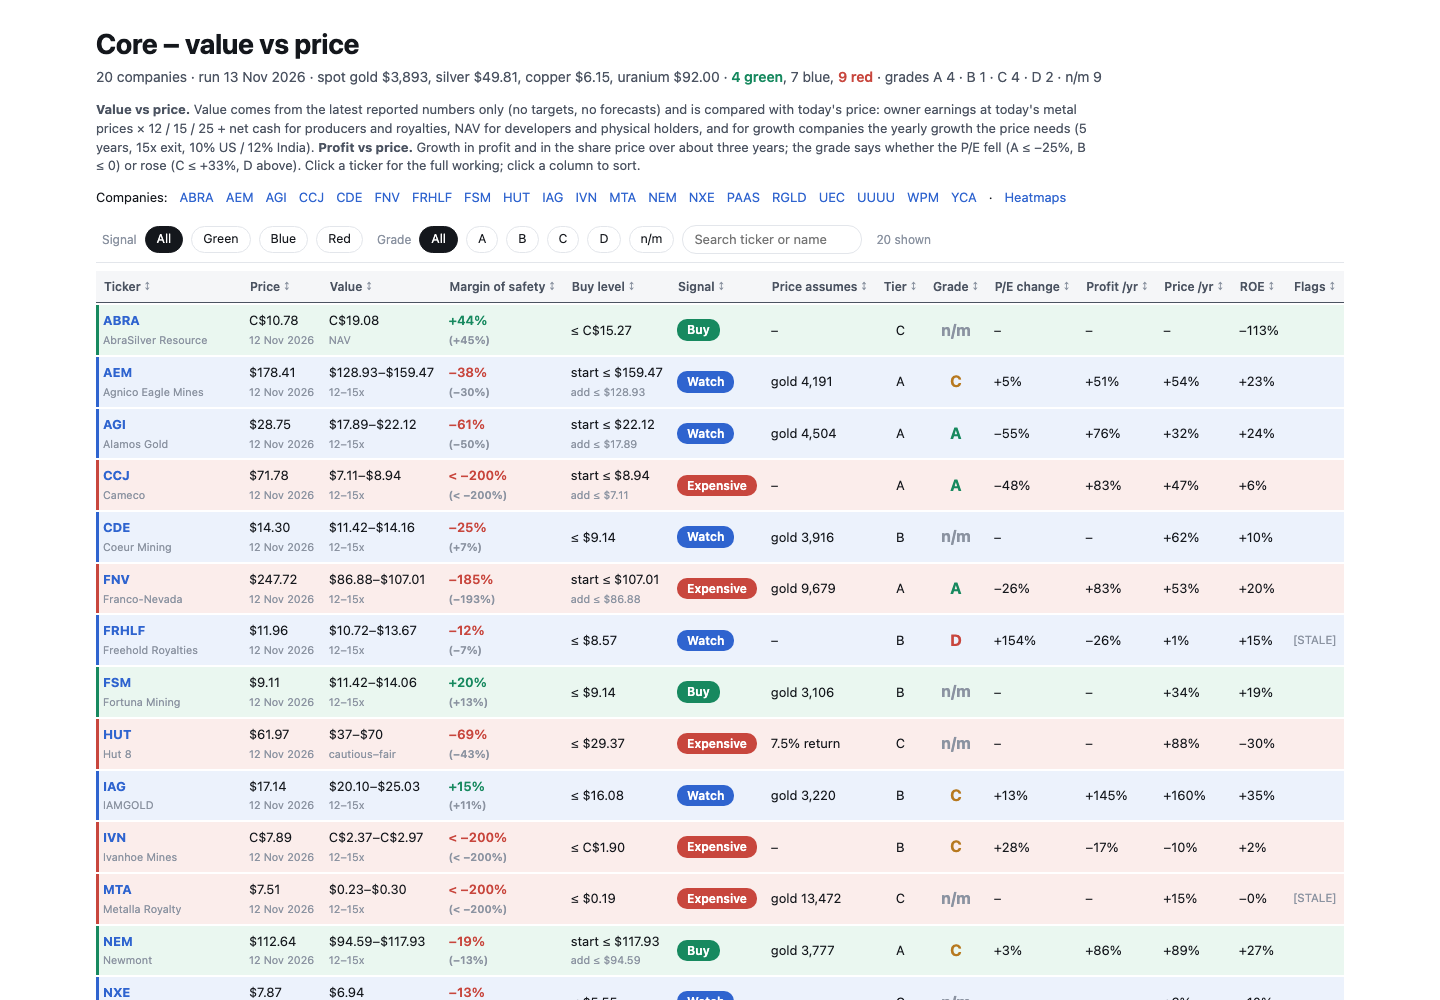 Core – value vs price
20 companies · run 13 Nov 2026 · spot gold $3,893, silver $49.81, copper $6.15, uranium $92.00 · 4 green, 7 blue, 9 red · grades A 4 · B 1 · C 4 · D 2 · n/m 9
Value vs price. Value comes from the latest reported numbers only (no targets, no forecasts) and is compared with today's price: owner earnings at today's metal
prices × 12 / 15 / 25 + net cash for producers and royalties, NAV for developers and physical holders, and for growth companies the yearly growth the price needs (5
years, 15x exit, 10% US / 12% India). Profit vs price. Growth in profit and in the share price over about three years; the grade says whether the P/E fell (A ≤ −25%, B
≤ 0) or rose (C ≤ +33%, D above). Click a ticker for the full working; click a column to sort.
Companies: ABRA AEM AGI CCJ CDE FNV FRHLF FSM HUT IAG IVN MTA NEM NXE PAAS RGLD UEC UUUU WPM YCA · Heatmaps
Signal All Green Blue Red Grade All A B C D n/m Search ticker or name 20 shown
Ticker ↕ Price ↕ Value ↕ Margin of safety ↕ Buy level ↕ Signal ↕ Price assumes ↕ Tier ↕ Grade ↕ P/E change ↕ Profit /yr ↕ Price /yr ↕ ROE ↕ Flags ↕
ABRA C$10.78 C$19.08 +44% ≤ C$15.27 Buy – C n/m – – – −113%
AbraSilver Resource 12 Nov 2026 NAV (+45%)
AEM $178.41 $128.93–$159.47 −38% start ≤ $159.47 Watch gold 4,191 A C +5% +51% +54% +23%
Agnico Eagle Mines 12 Nov 2026 12–15x (−30%) add ≤ $128.93
AGI $28.75 $17.89–$22.12 −61% start ≤ $22.12 Watch gold 4,504 A A −55% +76% +32% +24%
Alamos Gold 12 Nov 2026 12–15x (−50%) add ≤ $17.89
CCJ $71.78 $7.11–$8.94 < −200% start ≤ $8.94 Expensive – A A −48% +83% +47% +6%
Cameco 12 Nov 2026 12–15x (< −200%) add ≤ $7.11
CDE $14.30 $11.42–$14.16 −25% ≤ $9.14 Watch gold 3,916 B n/m – – +62% +10%
Coeur Mining 12 Nov 2026 12–15x (+7%)
FNV $247.72 $86.88–$107.01 −185% start ≤ $107.01 Expensive gold 9,679 A A −26% +83% +53% +20%
Franco-Nevada 12 Nov 2026 12–15x (−193%) add ≤ $86.88
FRHLF $11.96 $10.72–$13.67 −12% ≤ $8.57 Watch – B D +154% −26% +1% +15% [STALE]
Freehold Royalties 12 Nov 2026 12–15x (−7%)
FSM $9.11 $11.42–$14.06 +20% ≤ $9.14 Buy gold 3,106 B n/m – – +34% +19%
Fortuna Mining 12 Nov 2026 12–15x (+13%)
HUT $61.97 $37–$70 −69% ≤ $29.37 Expensive 7.5% return C n/m – – +88% −30%
Hut 8 12 Nov 2026 cautious–fair (−43%)
IAG $17.14 $20.10–$25.03 +15% ≤ $16.08 Watch gold 3,220 B C +13% +145% +160% +35%
IAMGOLD 12 Nov 2026 12–15x (+11%)
IVN C$7.89 C$2.37–C$2.97 < −200% ≤ C$1.90 Expensive – B C +28% −17% −10% +2%
Ivanhoe Mines 12 Nov 2026 12–15x (< −200%)
MTA $7.51 $0.23–$0.30 < −200% ≤ $0.19 Expensive gold 13,472 C n/m – – +15% −0% [STALE]
Metalla Royalty 12 Nov 2026 12–15x (< −200%)
NEM $112.64 $94.59–$117.93 −19% start ≤ $117.93 Buy gold 3,777 A C +3% +86% +89% +27%
Newmont 12 Nov 2026 12–15x (−13%) add ≤ $94.59
NXE $7.87 $6.94 −13%